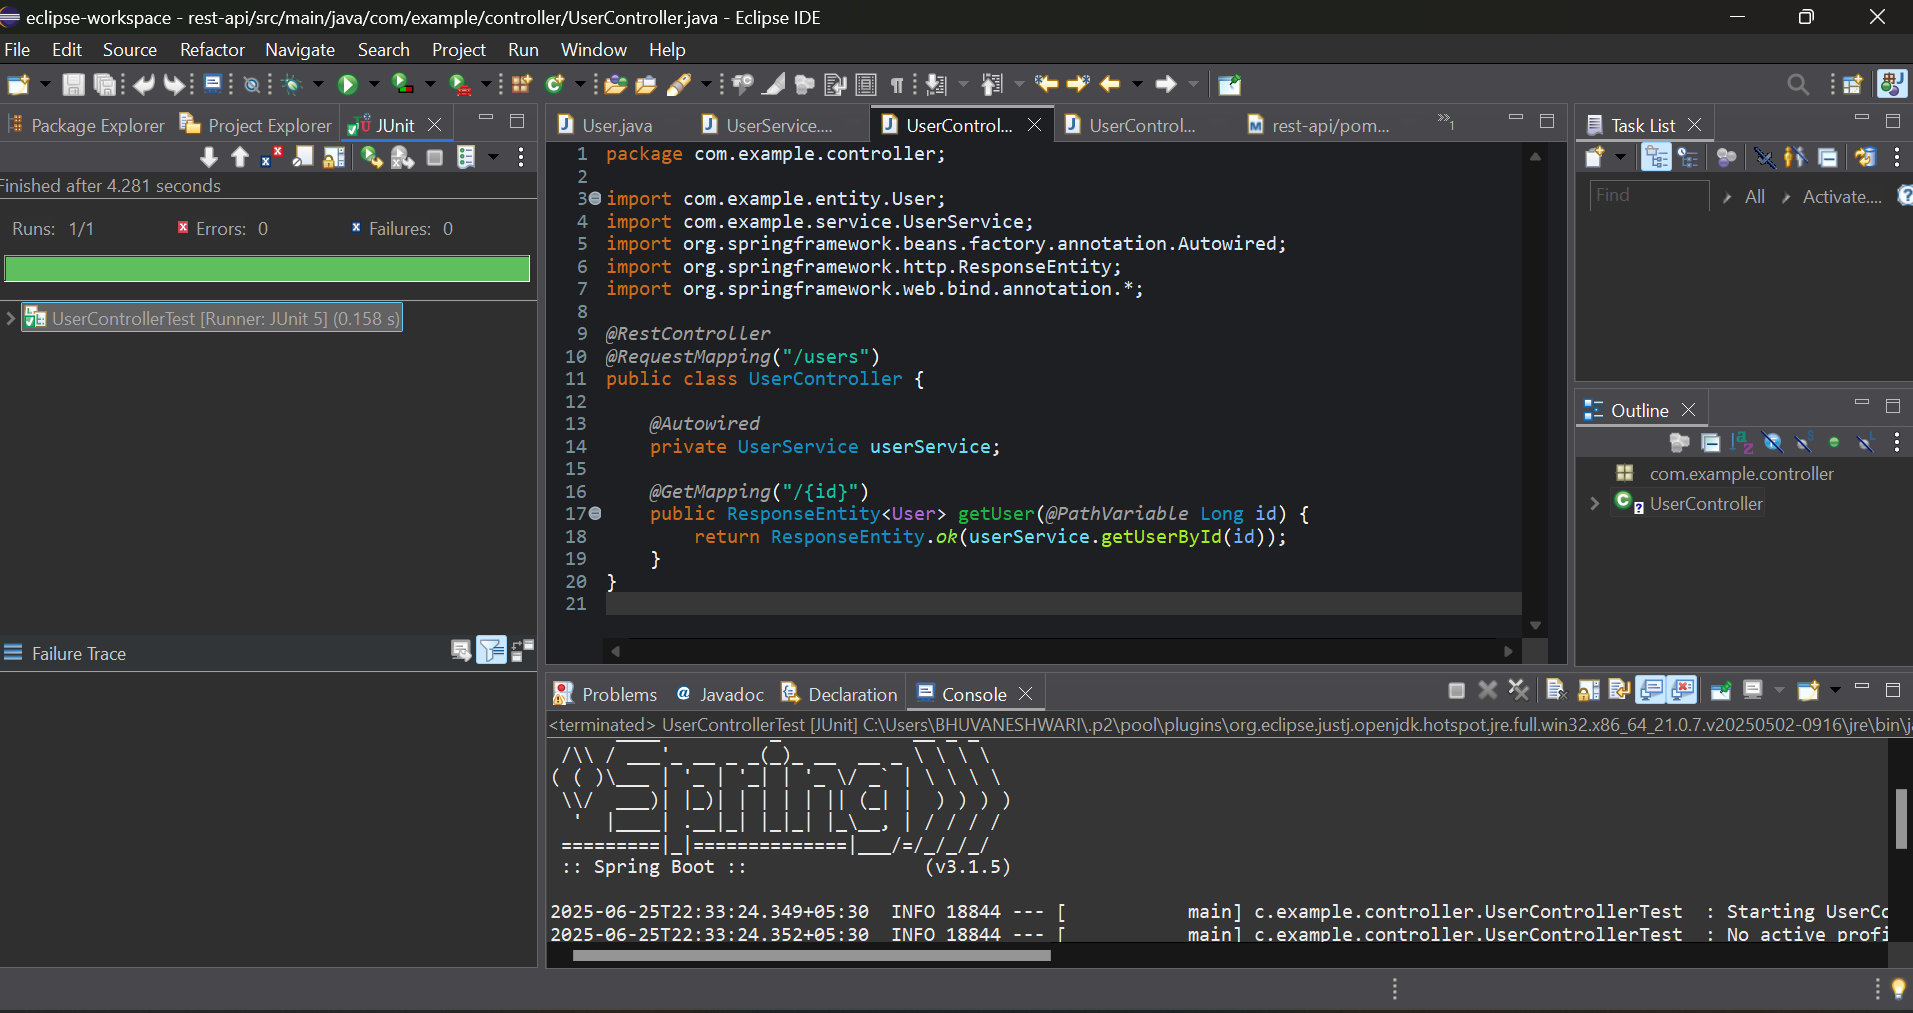 eclipse-workspace - rest-api/src/main/java/com/example/controller/UserController.java - Eclipse IDE
File Edit Source Refactor Navigate Search Project Run Window Help
Package Explorer Project Explorer JUnit
Finished after 4.281 seconds
Runs: 1/1 Errors: 0 Failures: 0
UserControllerTest [Runner: JUnit 5] (0.158 s)
Failure Trace
User.java UserService.... UserControl... UserControl... rest-api/pom... »1
1 package com.example.controller;
2
3 import com.example.entity.User;
4 import com.example.service.UserService;
5 import org.springframework.beans.factory.annotation.Autowired;
6 import org.springframework.http.ResponseEntity;
7 import org.springframework.web.bind.annotation.*;
8
9 @RestController
10 @RequestMapping("/users")
11 public class UserController {
12
13 @Autowired
14 private UserService userService;
15
16 @GetMapping("/{id}")
17 public ResponseEntity<User> getUser(@PathVariable Long id) {
18 return ResponseEntity.ok(userService.getUserById(id));
19 }
20 }
21
Task List
Find All Activate....
Outline
com.example.controller
UserController
Problems Javadoc Declaration Console
<terminated> UserControllerTest [JUnit] C:\Users\BHUVANESHWARI\.p2\pool\plugins\org.eclipse.justj.openjdk.hotspot.jre.full.win32.x86_64_21.0.7.v20250502-0916\jre\bin\j
Spring
:: Spring Boot :: (v3.1.5)
2025-06-25T22:33:24.349+05:30 INFO 18844 --- [ main] c.example.controller.UserControllerTest : Starting UserCo
2025-06-25T22:33:24.352+05:30 INFO 18844 --- [ main] c.example.controller.UserControllerTest : No active profi